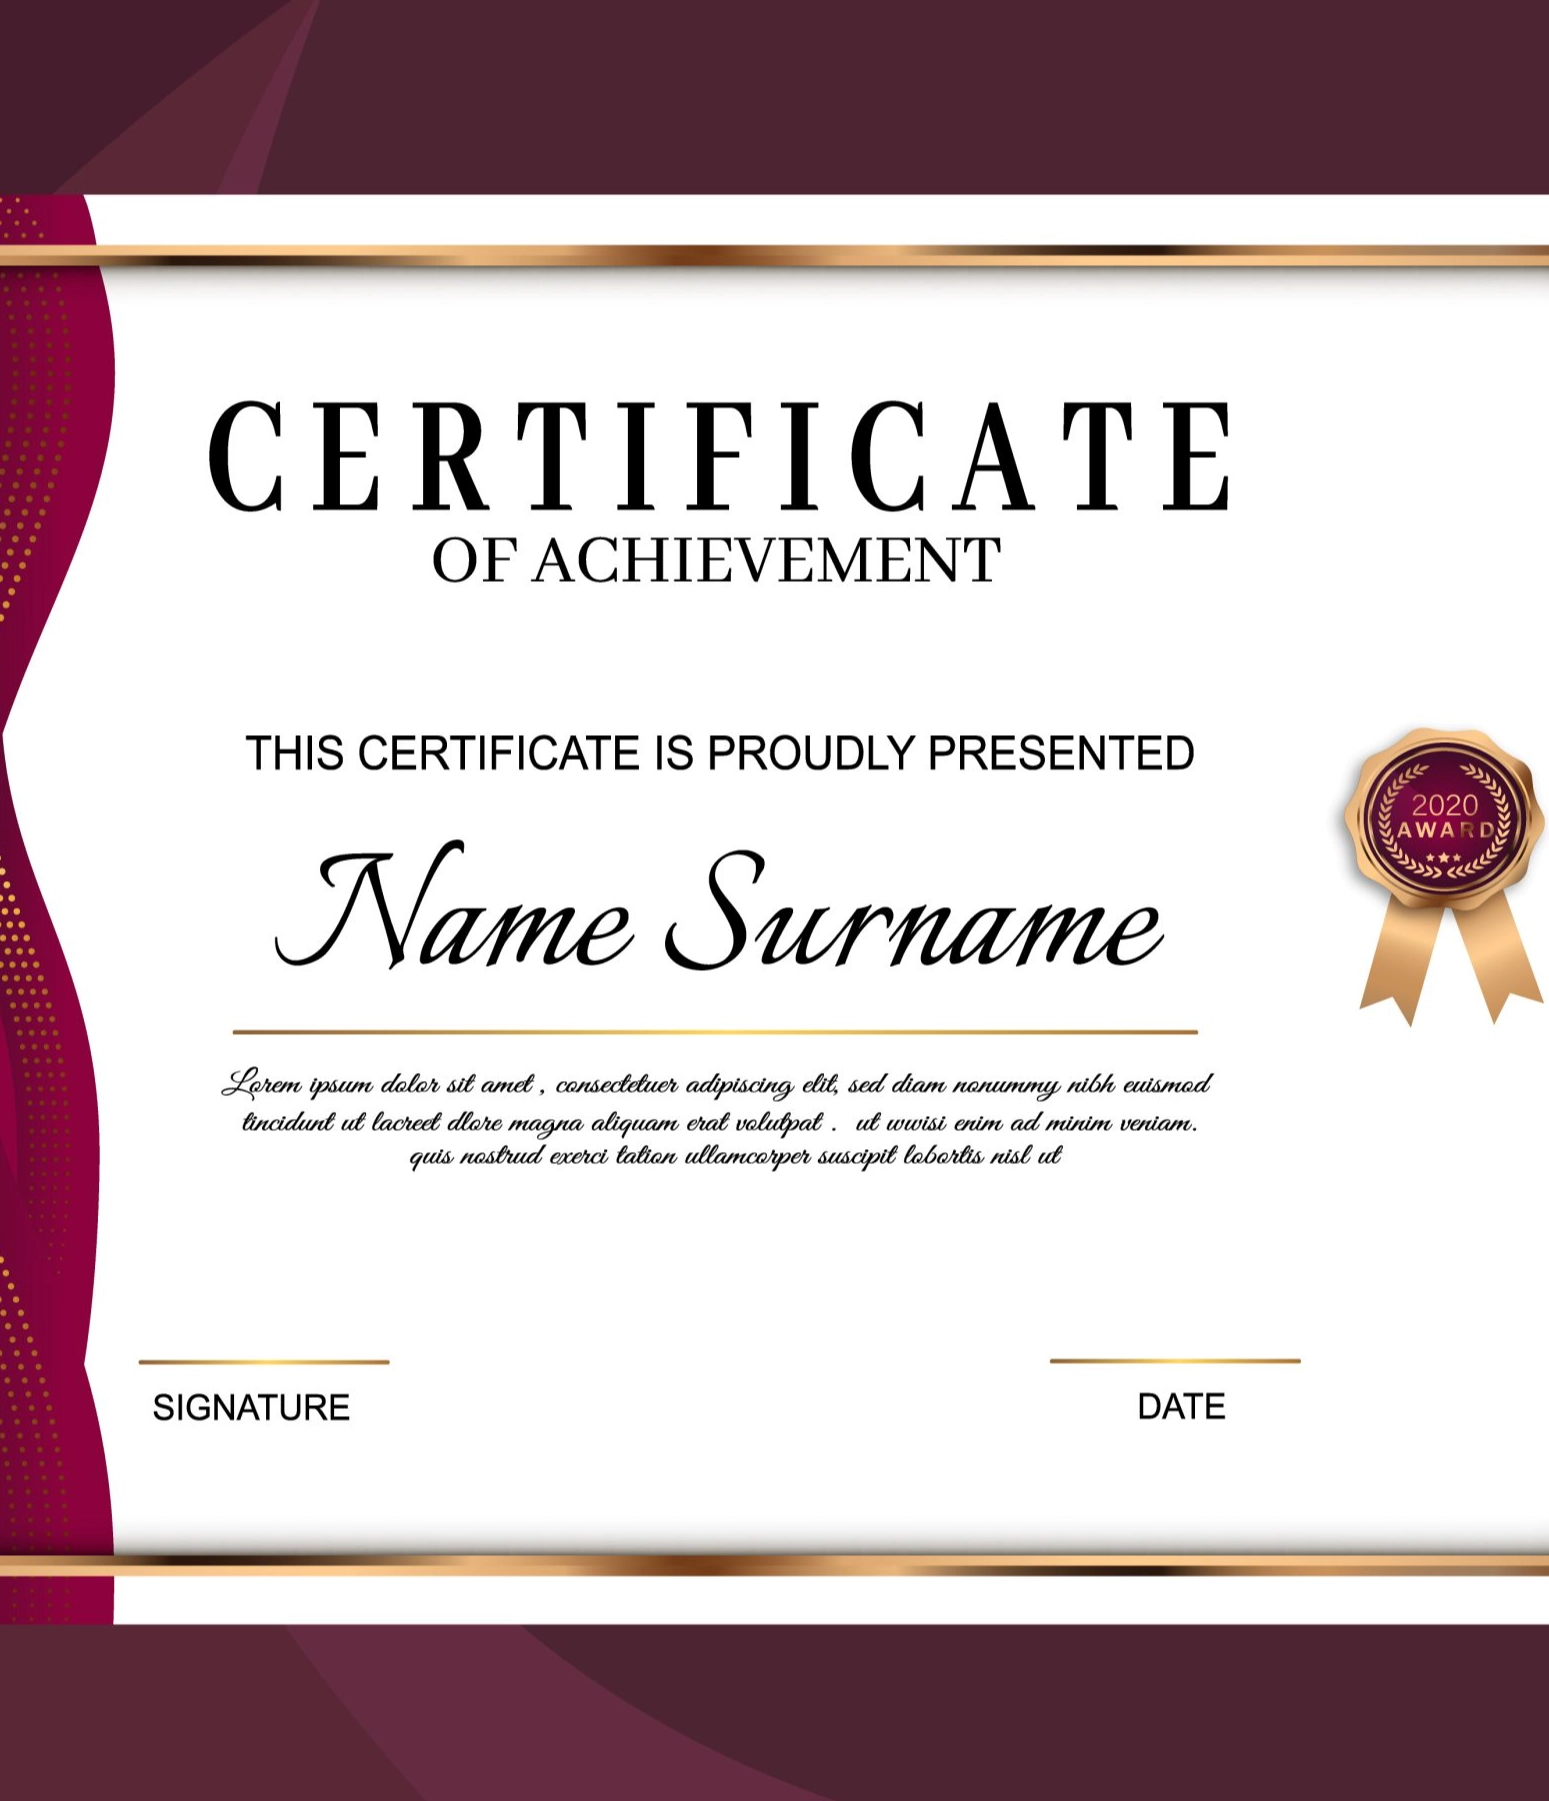 CERTIFICATE
OF ACHIEVEMENT
THIS CERTIFICATE IS PROUDLY PRESENTED
Name Surname
2020
AWARD
Lorem ipsum dolor sit amet , consectetuer adipiscing elit, sed diam nonummy nibh euismod
tincidunt ut lacreet dlore magna aliquam erat volutpat . ut wwisi enim ad minim veniam.
quis nostrud exerci tation ullamcorper suscipit lobortis nisl ut
SIGNATURE
DATE